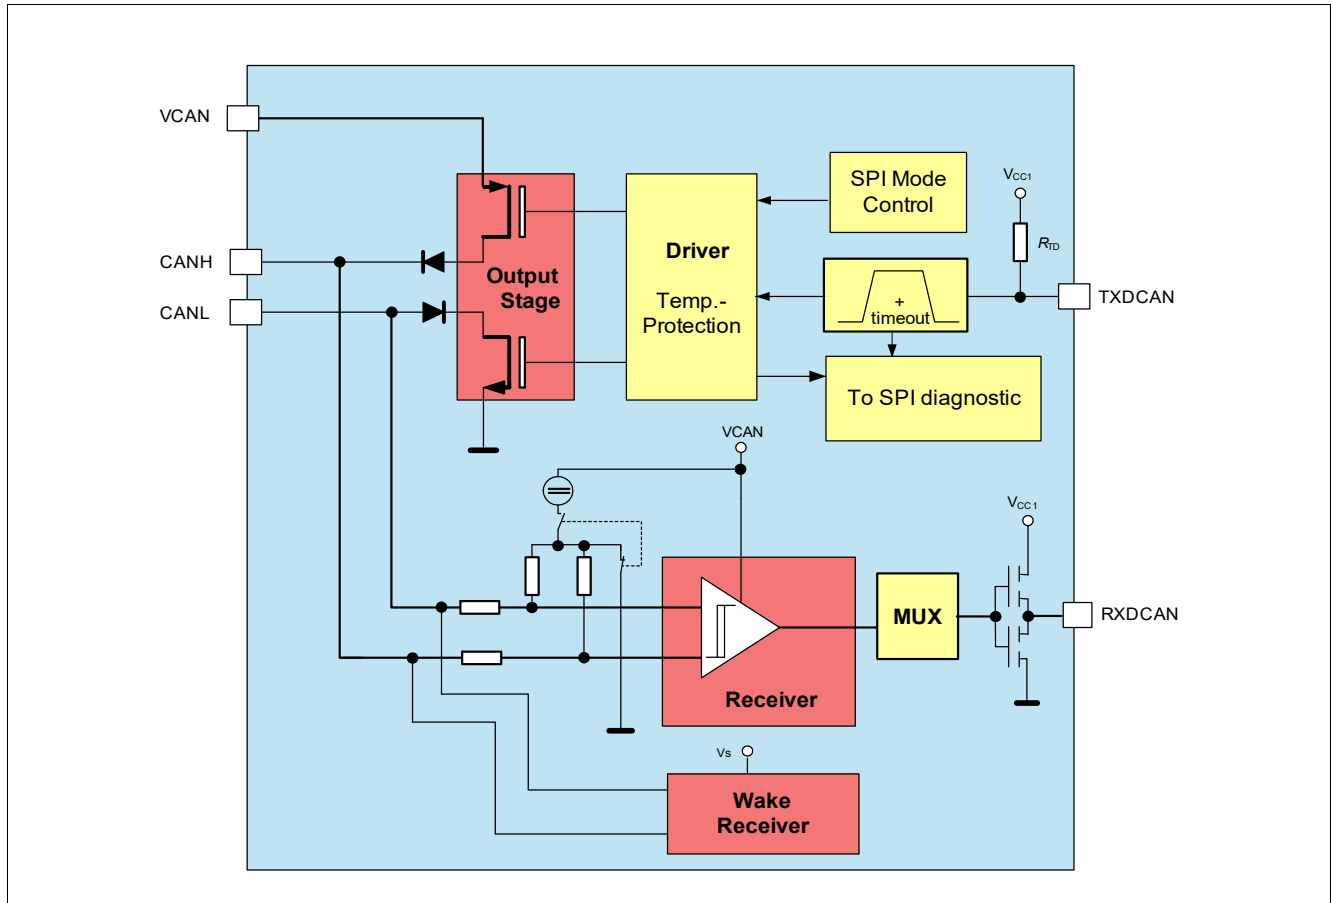 VCAN
SPI Mode
Control
VCC1
RTD
CANH
Driver
Output
Stage
CANL
Temp.-
Protection
+
timeout
TXDCAN
To SPI diagnostic
VCAN
VCC1
MUX
RXDCAN
Receiver
Vs
Wake
Receiver